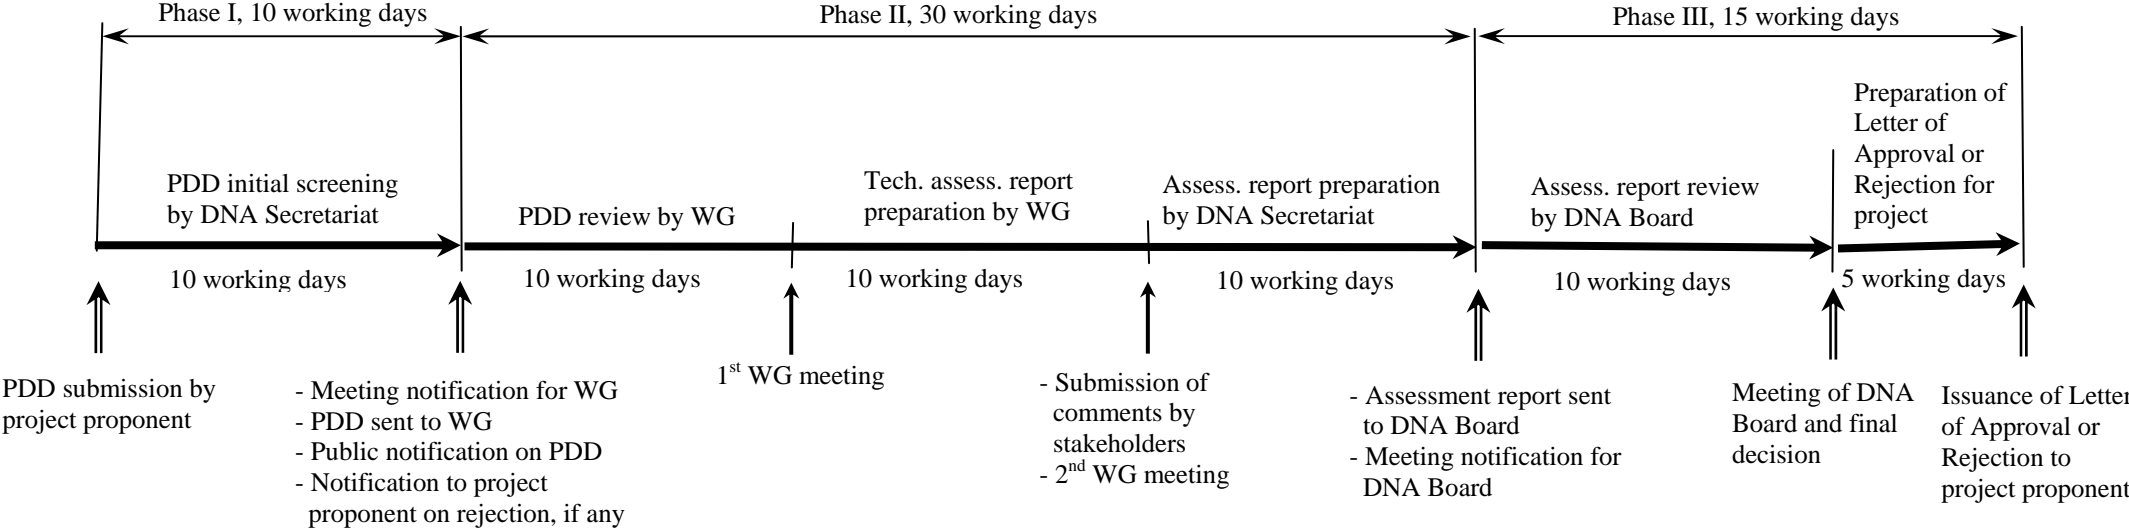 Phase I, 10 working days
Phase II, 30 working days
Phase III, 15 working days
PDD initial screening
by DNA Secretariat
PDD review by WG
Tech. assess. report
preparation by WG
Assess. report preparation
by DNA Secretariat
Assess. report review
by DNA Board
Preparation of
Letter of
Approval or
Rejection for
project
10 working days
10 working days
10 working days
10 working days
10 working days
5 working days
PDD submission by
project proponent
- Meeting notification for WG
- PDD sent to WG
- Public notification on PDD
- Notification to project
proponent on rejection, if any
1st WG meeting
- Submission of
comments by
stakeholders
- 2nd WG meeting
- Assessment report sent
to DNA Board
- Meeting notification for
DNA Board
Meeting of DNA
Board and final
decision
Issuance of Letter
of Approval or
Rejection to
project proponent